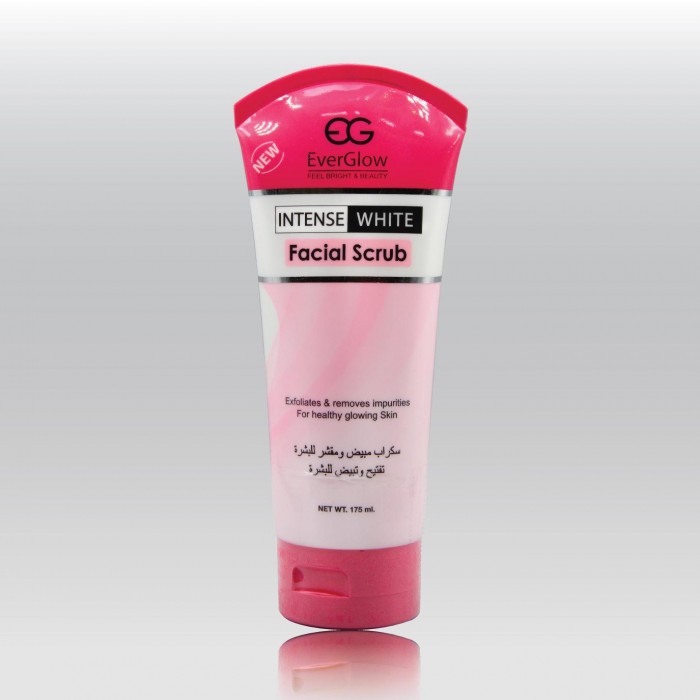 EG
EverGlow
FEEL BRIGHT & BEAUTY
NEW
INTENSE WHITE
Facial Scrub
Exfoliates & removes impurities
For healthy glowing Skin
سكراب مبيض ومقشر للبشرة
تفتيح وتبيض للبشرة
NET WT. 175 ml.